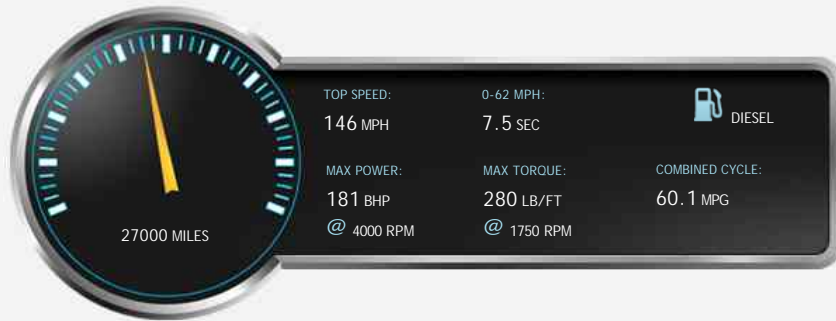 TOP SPEED:
0-62 MPH:
146 MPH
7.5 SEC
DIESEL
MAX POWER:
MAX TORQUE:
COMBINED CYCLE:
181 BHP
280 LB/FT
60.1 MPG
@ 4000 RPM
@ 1750 RPM
27000 MILES